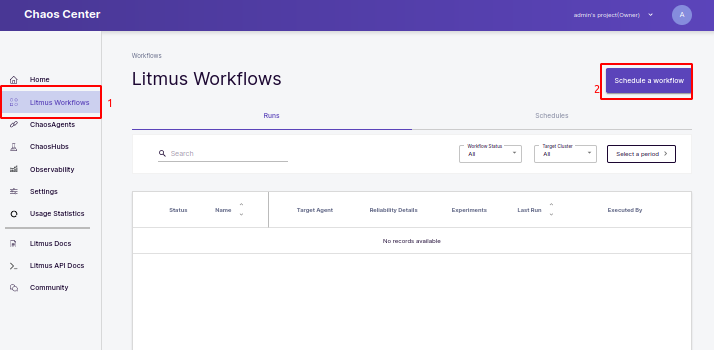 Chaos Center
admin's project(Owner)
A
Home
Litmus Workflows
ChaosAgents
ChaosHubs
Observability
Settings
Usage Statistics
Litmus Docs
Litmus API Docs
Community
1
Workflows
Litmus Workflows
2
Schedule a workflow
Runs
Schedules
Search
Workflow Status
All
Target Cluster
All
Select a period
Status
Name
Target Agent
Reliability Details
Experiments
Last Run
Executed By
No records available